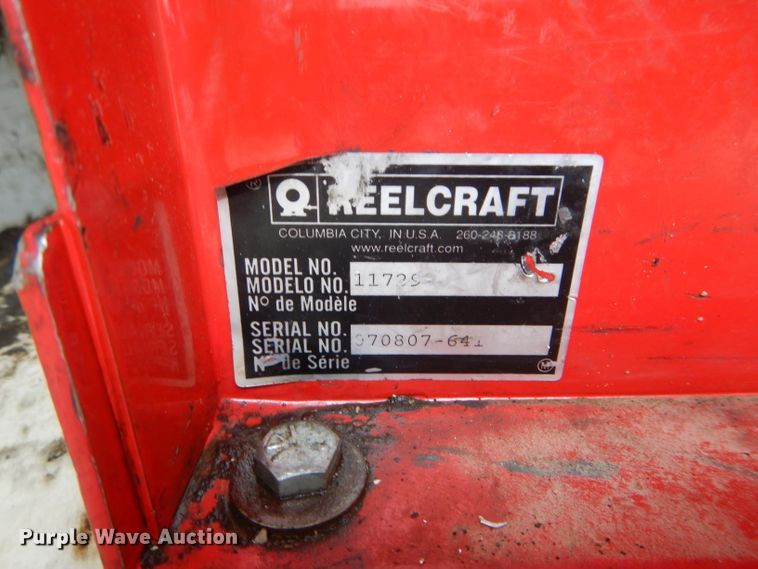 ®
REELCRAFT
COLUMBIA CITY, IN U.S.A. 260-248-8188
www.reelcraft.com
MODEL NO.
MODELO NO.
Nº de Modèle
SERIAL NO.
SERIAL NO.
Nº de Série
Purple Wave Auction